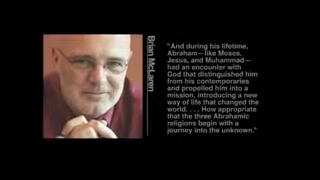 Brian McLaren
"And during his lifetime,
Abraham—like Moses,
Jesus, and Muhammad—
had an encounter with
God that distinguished him
from his contemporaries
and propelled him into a
mission, introducing a new
way of life that changed the
world. . . . How appropriate
that the three Abrahamic
religions begin with a
journey into the unknown."